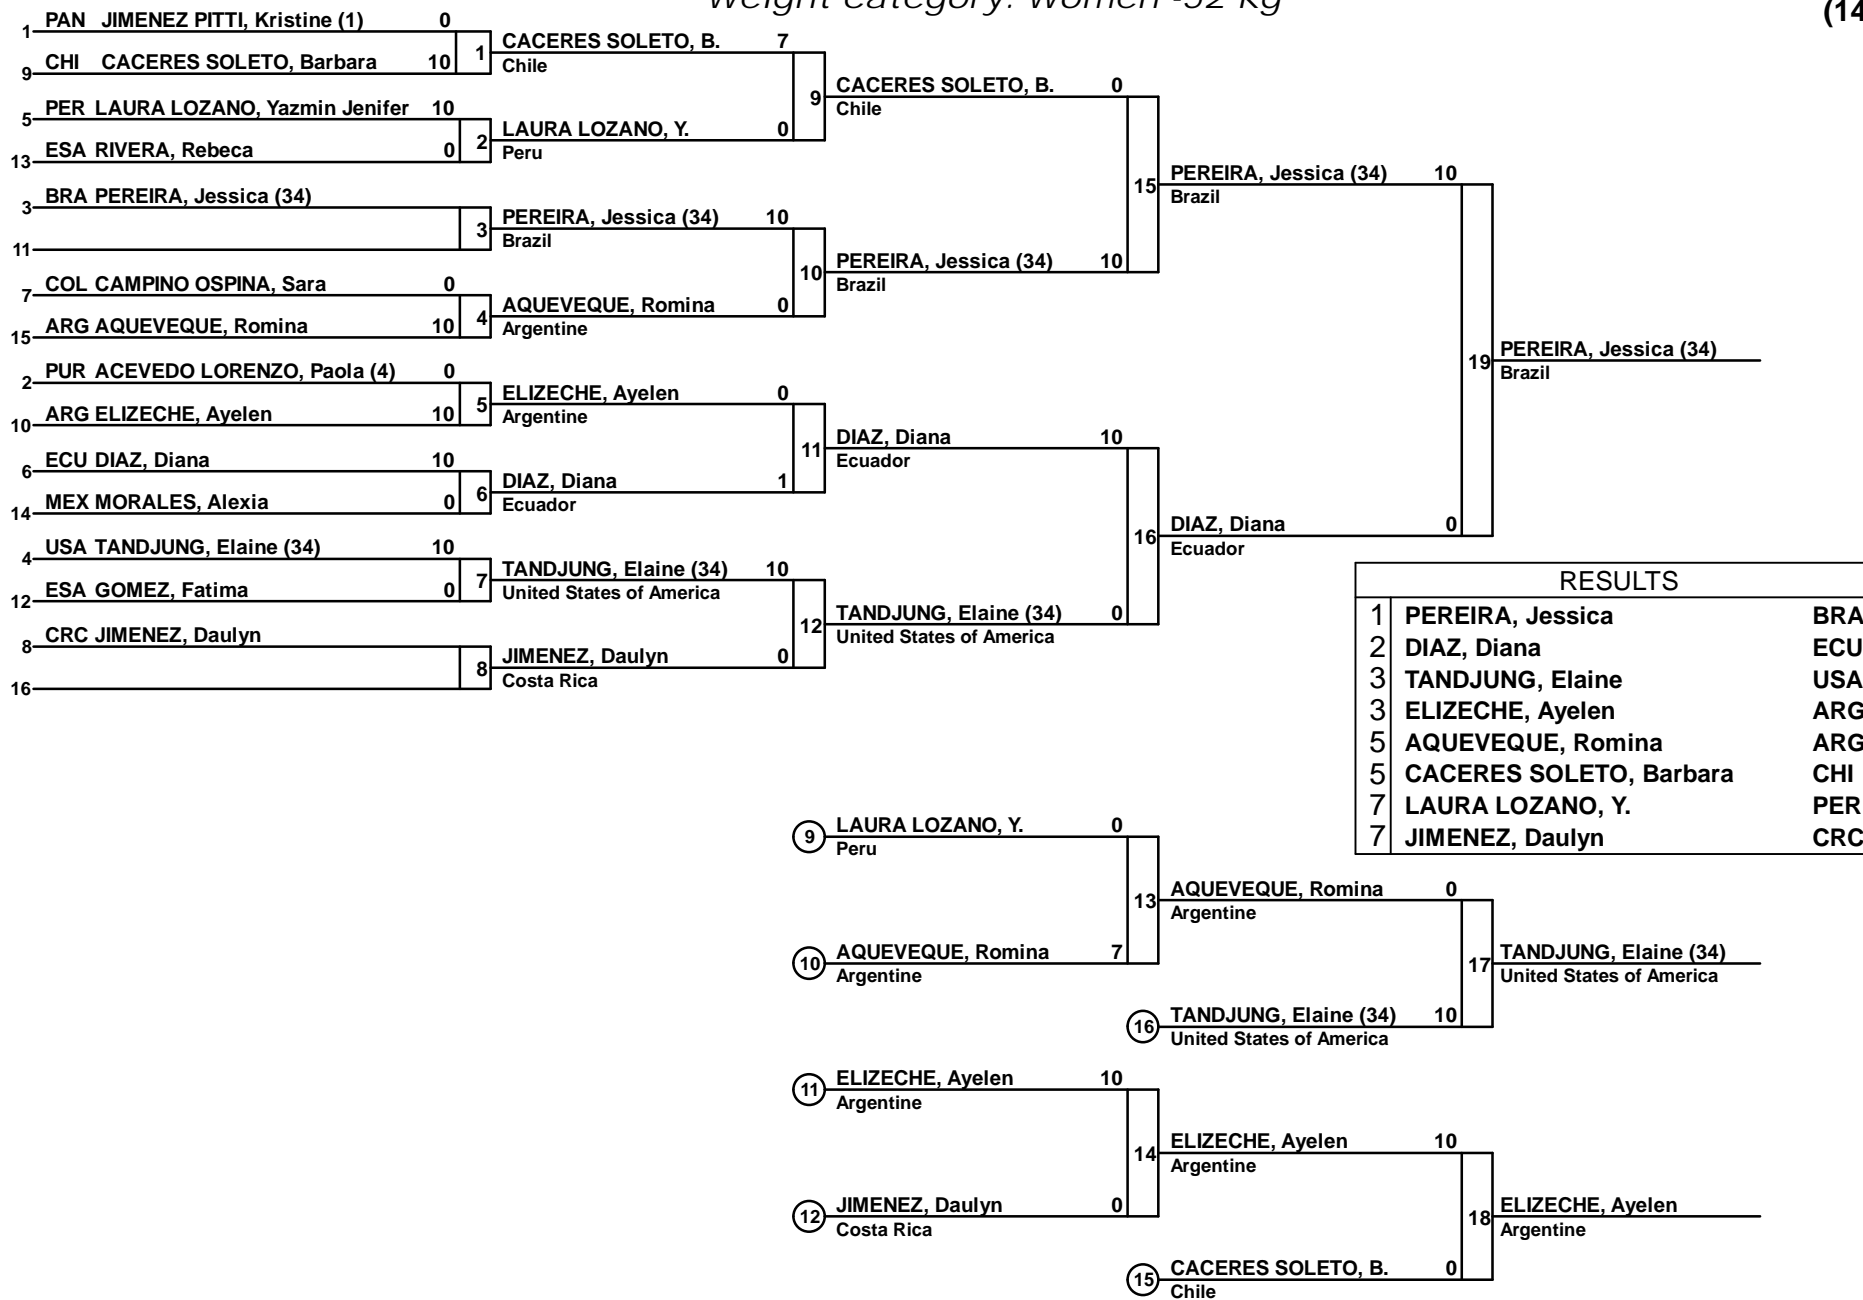 Weight category: Women -52 kg
(14
1 PAN JIMENEZ PITTI, Kristine (1) 0
9 CHI CACERES SOLETO, Barbara 10
1
5 PER LAURA LOZANO, Yazmin Jenifer 10
13 ESA RIVERA, Rebeca 0
2
3 BRA PEREIRA, Jessica (34)
11
3
7 COL CAMPINO OSPINA, Sara 0
15 ARG AQUEVEQUE, Romina 10
4
2 PUR ACEVEDO LORENZO, Paola (4) 0
10 ARG ELIZECHE, Ayelen 10
5
6 ECU DIAZ, Diana 10
14 MEX MORALES, Alexia 0
6
4 USA TANDJUNG, Elaine (34) 10
12 ESA GOMEZ, Fatima 0
7
8 CRC JIMENEZ, Daulyn
16
8
CACERES SOLETO, B. 7
Chile
LAURA LOZANO, Y. 0
Peru
9
PEREIRA, Jessica (34) 10
Brazil
AQUEVEQUE, Romina 0
Argentine
10
ELIZECHE, Ayelen 0
Argentine
DIAZ, Diana 1
Ecuador
11
TANDJUNG, Elaine (34) 10
United States of America
JIMENEZ, Daulyn 0
Costa Rica
12
CACERES SOLETO, B. 0
Chile
PEREIRA, Jessica (34) 10
Brazil
15
DIAZ, Diana 10
Ecuador
TANDJUNG, Elaine (34) 0
United States of America
16
PEREIRA, Jessica (34) 10
Brazil
DIAZ, Diana 0
Ecuador
19
PEREIRA, Jessica (34)
Brazil
RESULTS
1 PEREIRA, Jessica BRA
2 DIAZ, Diana ECU
3 TANDJUNG, Elaine USA
3 ELIZECHE, Ayelen ARG
5 AQUEVEQUE, Romina ARG
5 CACERES SOLETO, Barbara CHI
7 LAURA LOZANO, Y. PER
7 JIMENEZ, Daulyn CRC
9 LAURA LOZANO, Y. 0
Peru
10 AQUEVEQUE, Romina 7
Argentine
13
AQUEVEQUE, Romina 0
Argentine
16 TANDJUNG, Elaine (34) 10
United States of America
17
TANDJUNG, Elaine (34)
United States of America
11 ELIZECHE, Ayelen 10
Argentine
12 JIMENEZ, Daulyn 0
Costa Rica
14
ELIZECHE, Ayelen 10
Argentine
15 CACERES SOLETO, B. 0
Chile
18
ELIZECHE, Ayelen
Argentine